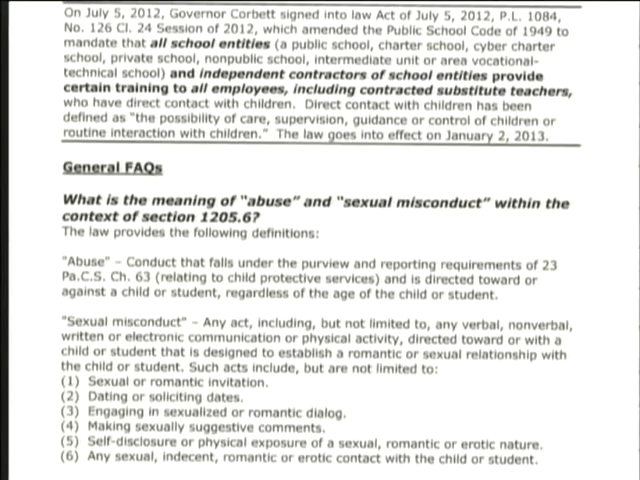 On July 5, 2012, Governor Corbett signed into law Act of July 5, 2012, P.L. 1084,
No. 126 Cl. 24 Session of 2012, which amended the Public School Code of 1949 to
mandate that all school entities (a public school, charter school, cyber charter
school, private school, nonpublic school, intermediate unit or area vocational-
technical school) and independent contractors of school entities provide
certain training to all employees, including contracted substitute teachers,
who have direct contact with children. Direct contact with children has been
defined as "the possibility of care, supervision, guidance or control of children or
routine interaction with children." The law goes into effect on January 2, 2013.
General FAQs
What is the meaning of "abuse" and "sexual misconduct" within the
context of section 1205.6?
The law provides the following definitions:
"Abuse" – Conduct that falls under the purview and reporting requirements of 23
Pa.C.S. Ch. 63 (relating to child protective services) and is directed toward or
against a child or student, regardless of the age of the child or student.
"Sexual misconduct" – Any act, including, but not limited to, any verbal, nonverbal,
written or electronic communication or physical activity, directed toward or with a
child or student that is designed to establish a romantic or sexual relationship with
the child or student. Such acts include, but are not limited to:
(1) Sexual or romantic invitation.
(2) Dating or soliciting dates.
(3) Engaging in sexualized or romantic dialog.
(4) Making sexually suggestive comments.
(5) Self-disclosure or physical exposure of a sexual, romantic or erotic nature.
(6) Any sexual, indecent, romantic or erotic contact with the child or student.